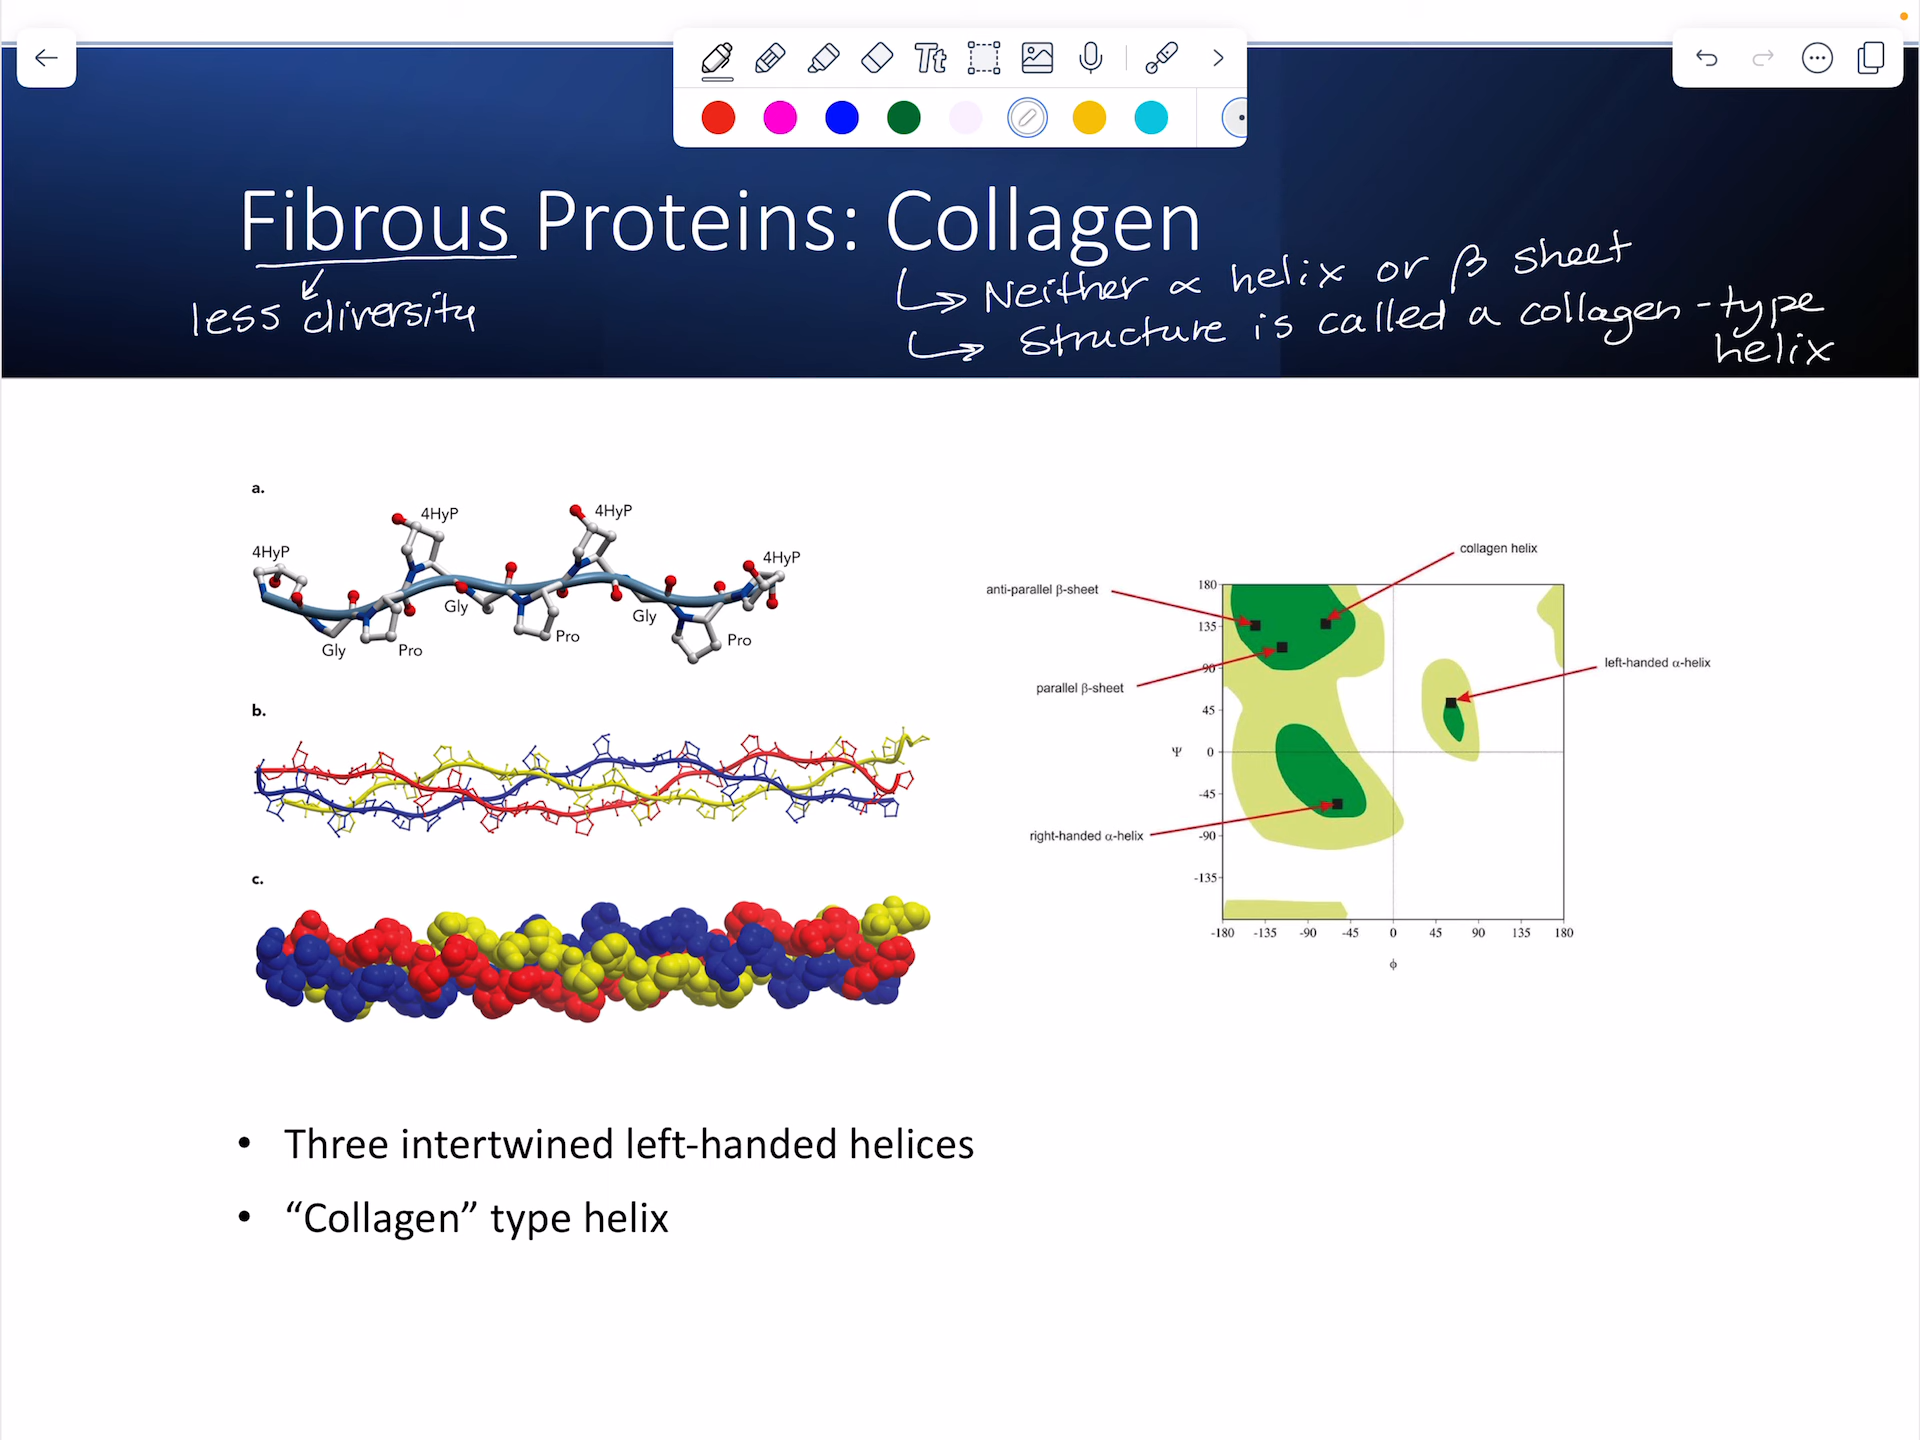 Tt
Fibrous Proteins: Collagen
less diversity
Neither α helix or β sheet
Structure is called a collagen-type
helix
a.
4HyP
4HyP
4HyP
4HyP
Gly
Gly
Gly
Pro
Pro
Pro
b.
c.
collagen helix
anti-parallel β-sheet
parallel β-sheet
left-handed α-helix
right-handed α-helix
180
135
90
45
Ψ 0
-45
-90
-135
-180 -135 -90 -45 0 45 90 135 180
ϕ
• Three intertwined left-handed helices
• “Collagen” type helix